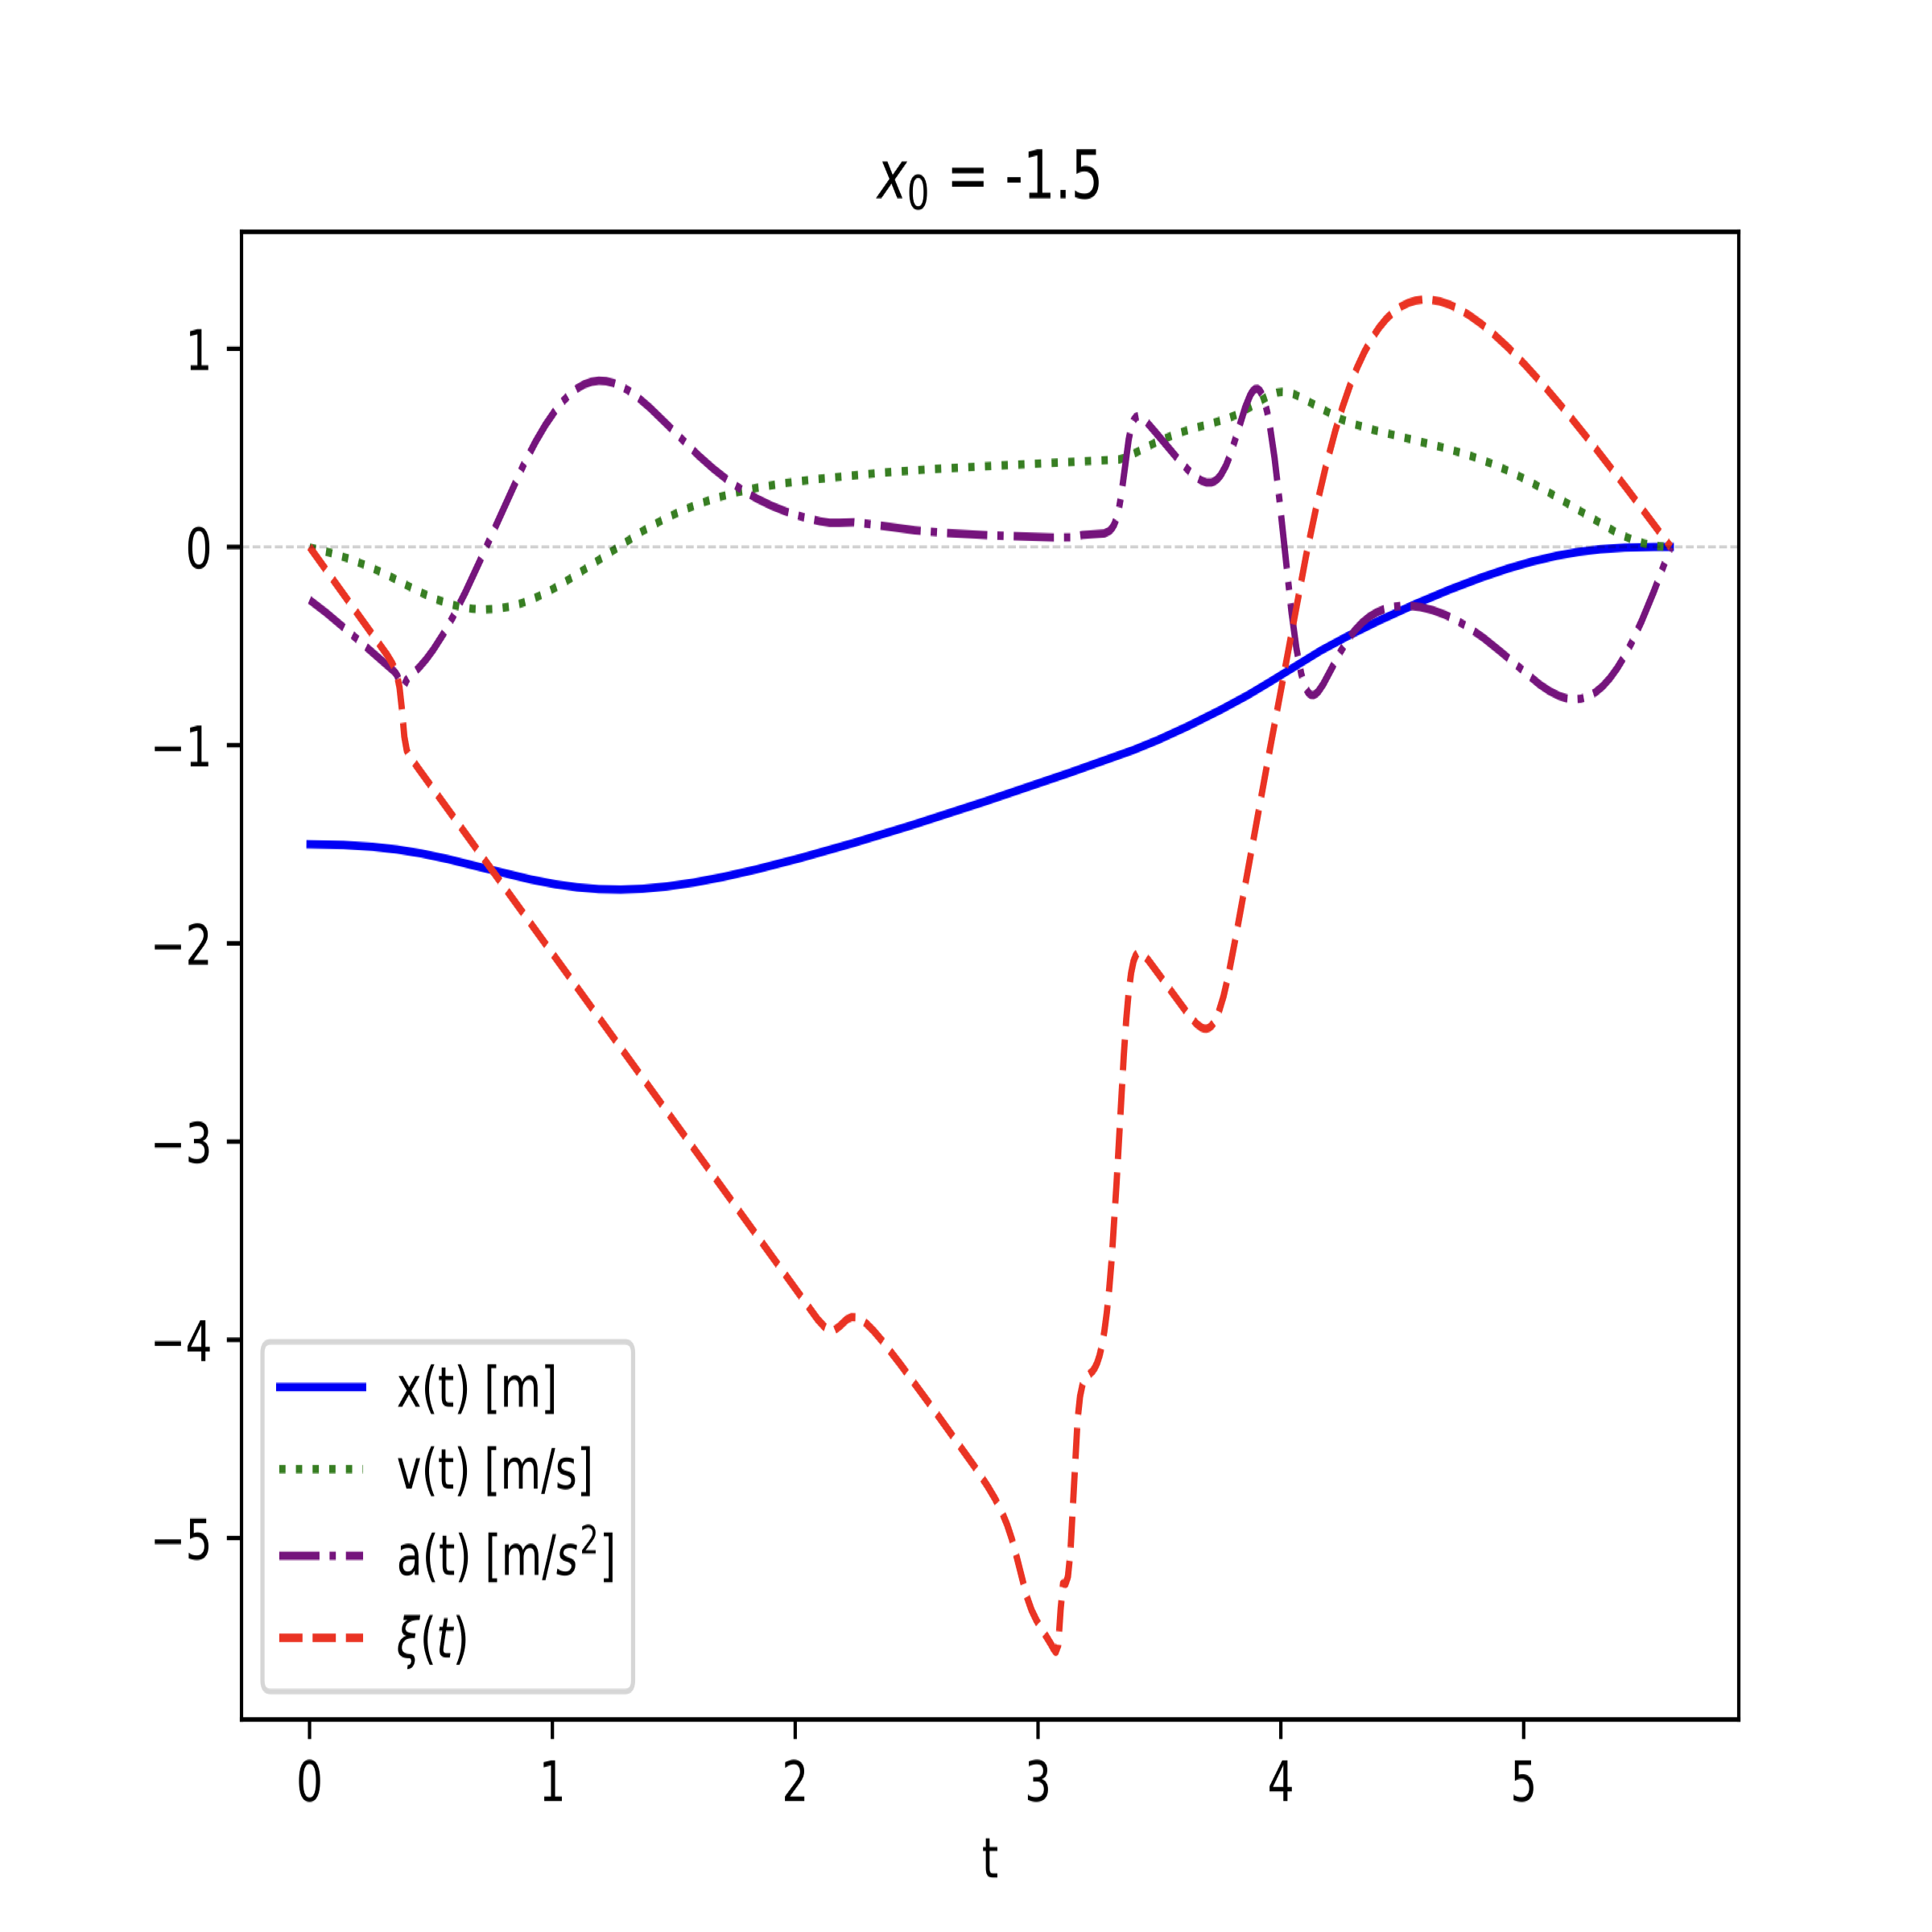 x₀ = -1.5
1
0
−1
−2
−3
−4
−5
x(t) [m]
v(t) [m/s]
a(t) [m/s²]
ξ(t)
0 1 2 3 4 5
t